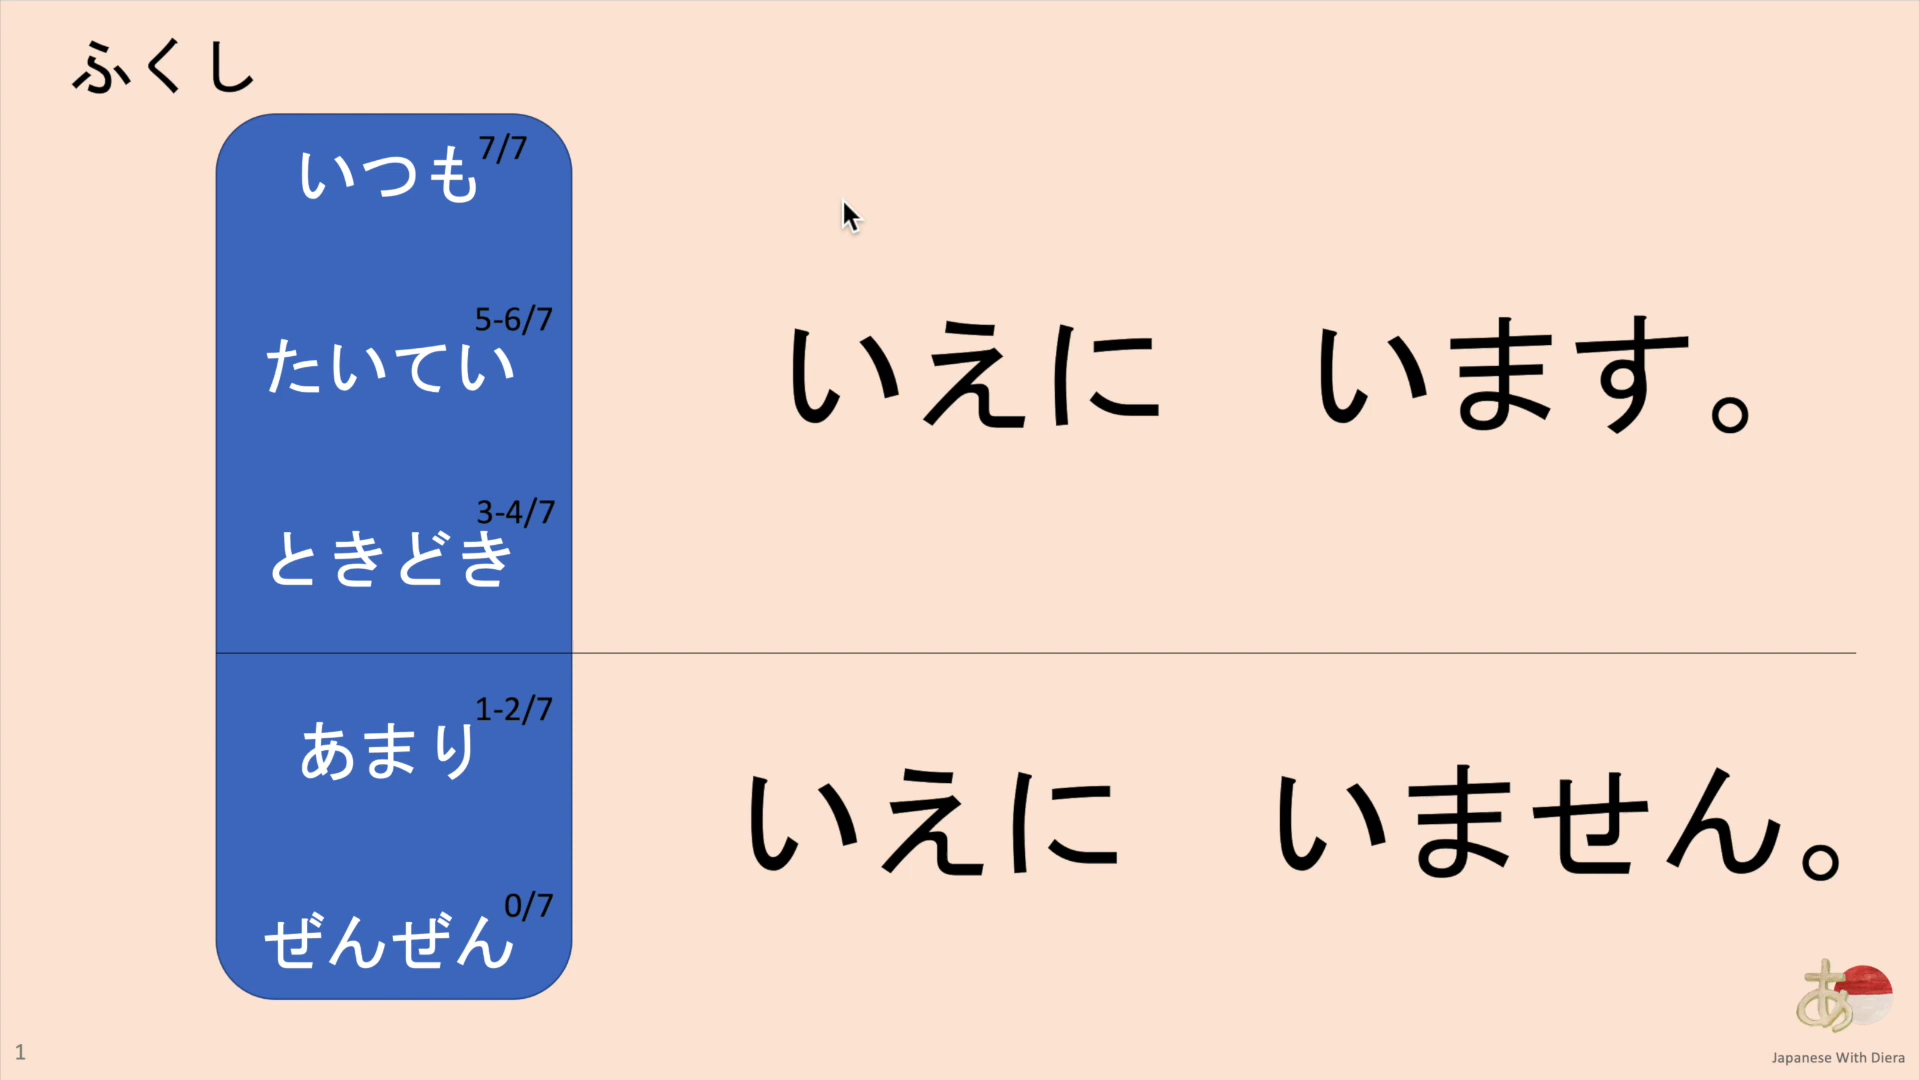 ふくし
いつも 7/7
たいてい 5-6/7
ときどき 3-4/7
いえに　います。
あまり 1-2/7
ぜんぜん 0/7
いえに　いません。
あ
Japanese With Diera
1